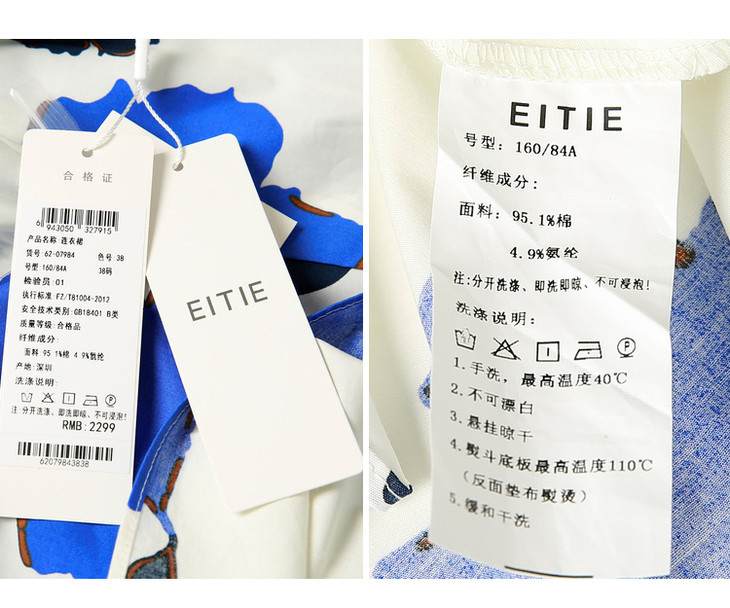 合格证
6 943050 327915
产品名称 连衣裙
货号: 62-07984 色号: 38
号型: 160/84A 38码
检验员: 01
执行标准: FZ/T81004-2012
安全技术类别: GB18401 B类
质量等级: 合格品
纤维成分:
面料 95.1%棉 4.9%氨纶
产地: 深圳
洗涤说明:
注:分开洗涤、即洗即晾、不可浸泡!
RMB: 2299
62079843838
EITIE
EITIE
号型: 160/84A
纤维成分:
面料: 95.1%棉
4.9%氨纶
注:分开洗涤、即洗即晾、不可浸泡!
洗涤说明:
1.手洗，最高温度40℃
2.不可漂白
3.悬挂晾干
4.熨斗底板最高温度110℃
（反面垫布熨烫）
5.缓和干洗